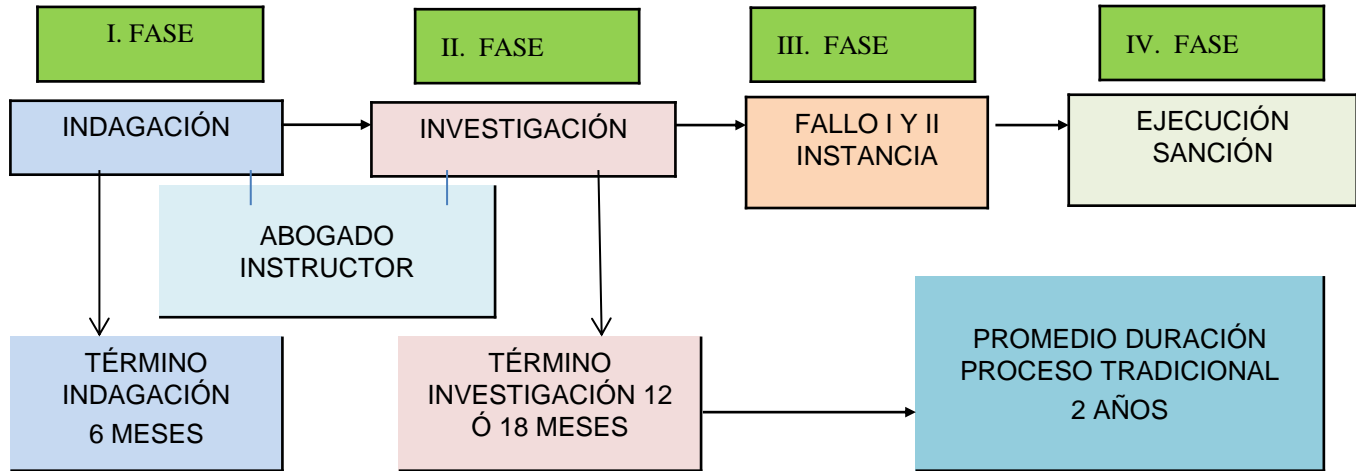 I. FASE
II. FASE
III. FASE
IV. FASE
INDAGACIÓN
INVESTIGACIÓN
FALLO I Y II
INSTANCIA
EJECUCIÓN
SANCIÓN
ABOGADO
INSTRUCTOR
TÉRMINO
INDAGACIÓN
6 MESES
TÉRMINO
INVESTIGACIÓN 12
Ó 18 MESES
PROMEDIO DURACIÓN
PROCESO TRADICIONAL
2 AÑOS